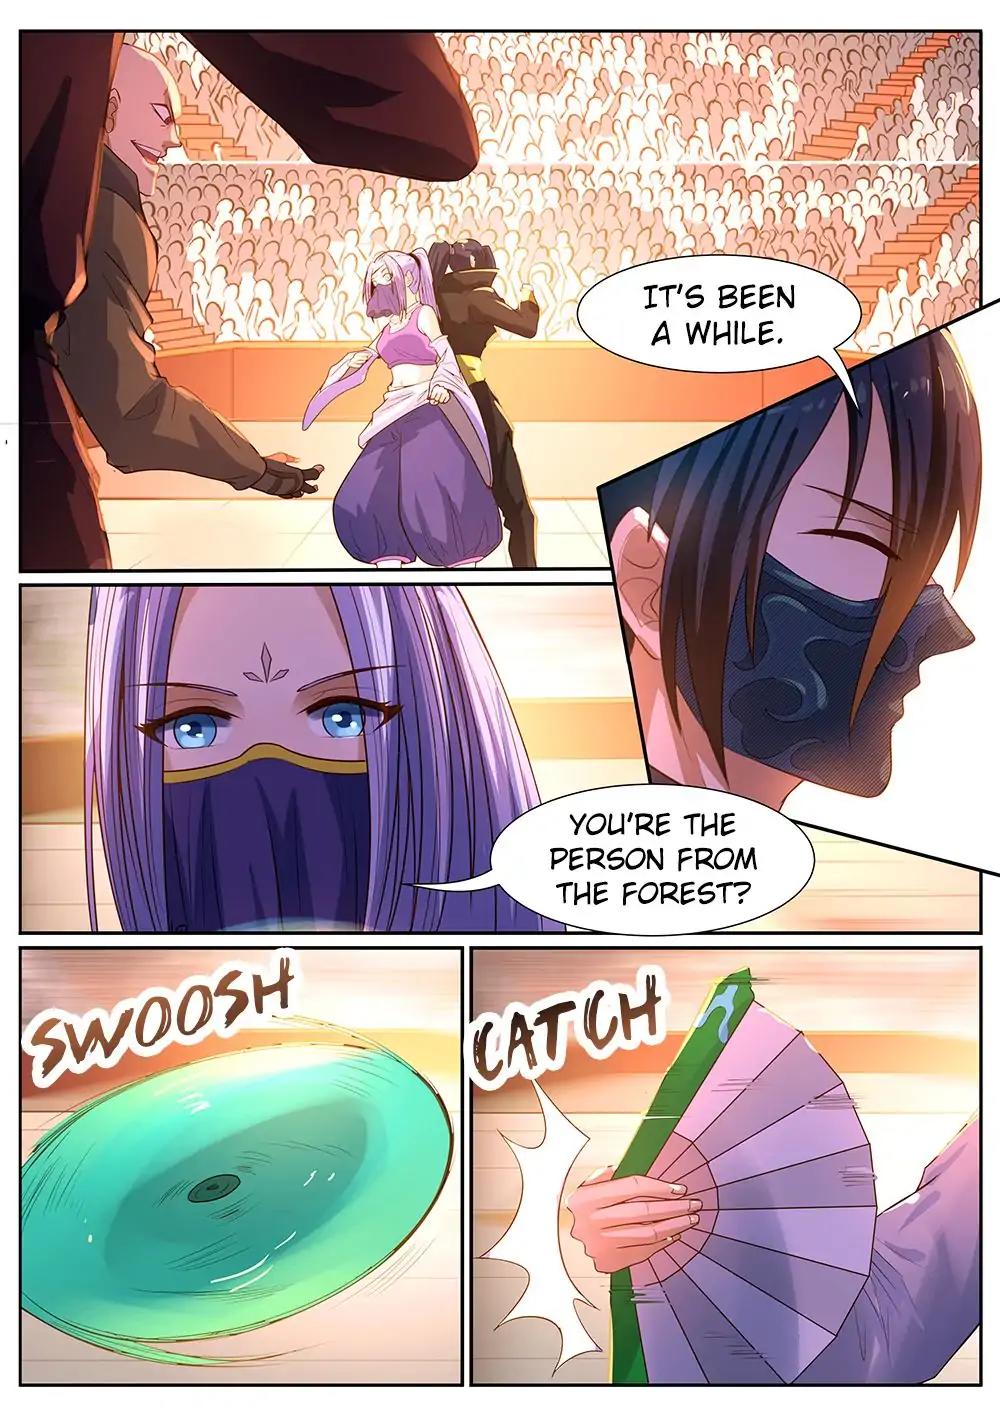 IT'S BEEN
A WHILE.
YOU'RE THE
PERSON FROM
THE FOREST?
SWOOSH
CATCH